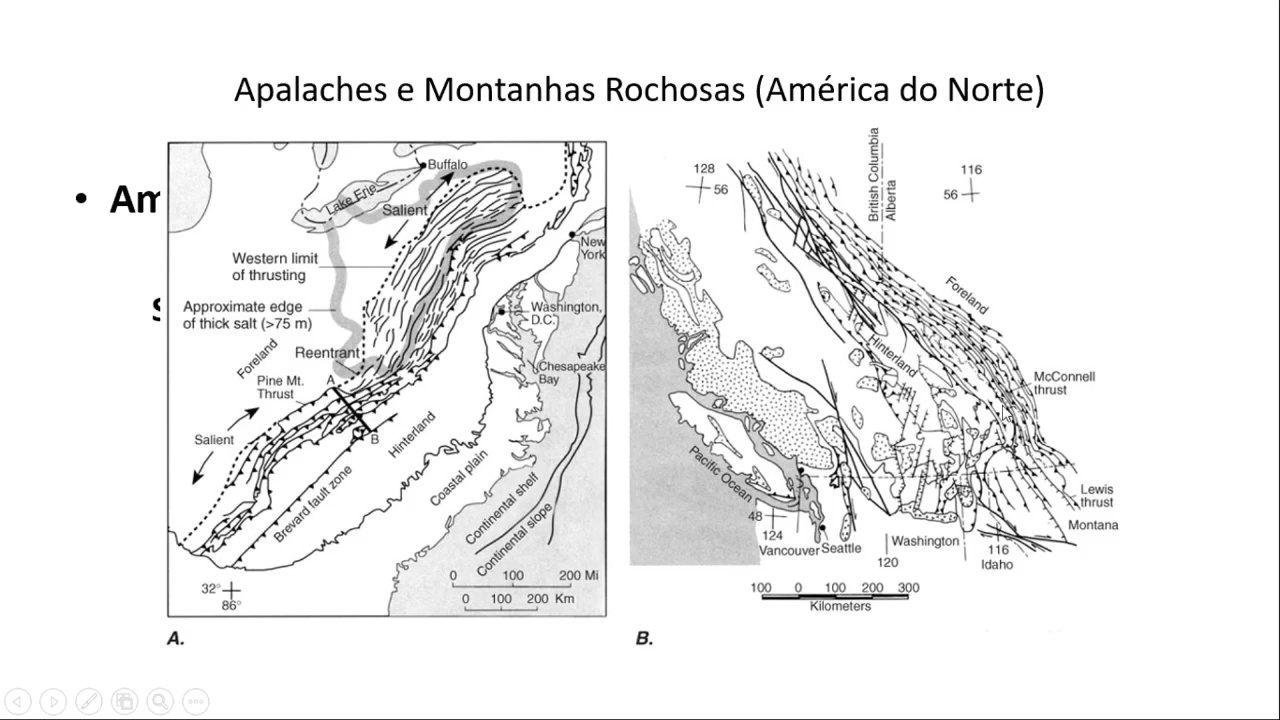 Apalaches e Montanhas Rochosas (América do Norte)
• Am
S
Buffalo
Lake Erie
Salient
New
York
Western limit
of thrusting
Approximate edge
of thick salt (>75 m)
Washington,
D.C.
Reentrant
Chesapeake
Bay
Foreland
Pine Mt.
Thrust
A
B
Salient
Hinterland
Brevard fault zone
Coastal plain
Continental shelf
Continental slope
0 100 200 Mi
0 100 200 Km
32°
86°
A.
128
56
British Columbia
Alberta
116
56
Foreland
Hinterland
McConnell
thrust
Pacific Ocean
Lewis
thrust
Montana
48
124
Vancouver
Seattle
Washington
120
116
Idaho
100 0 100 200 300
Kilometers
B.